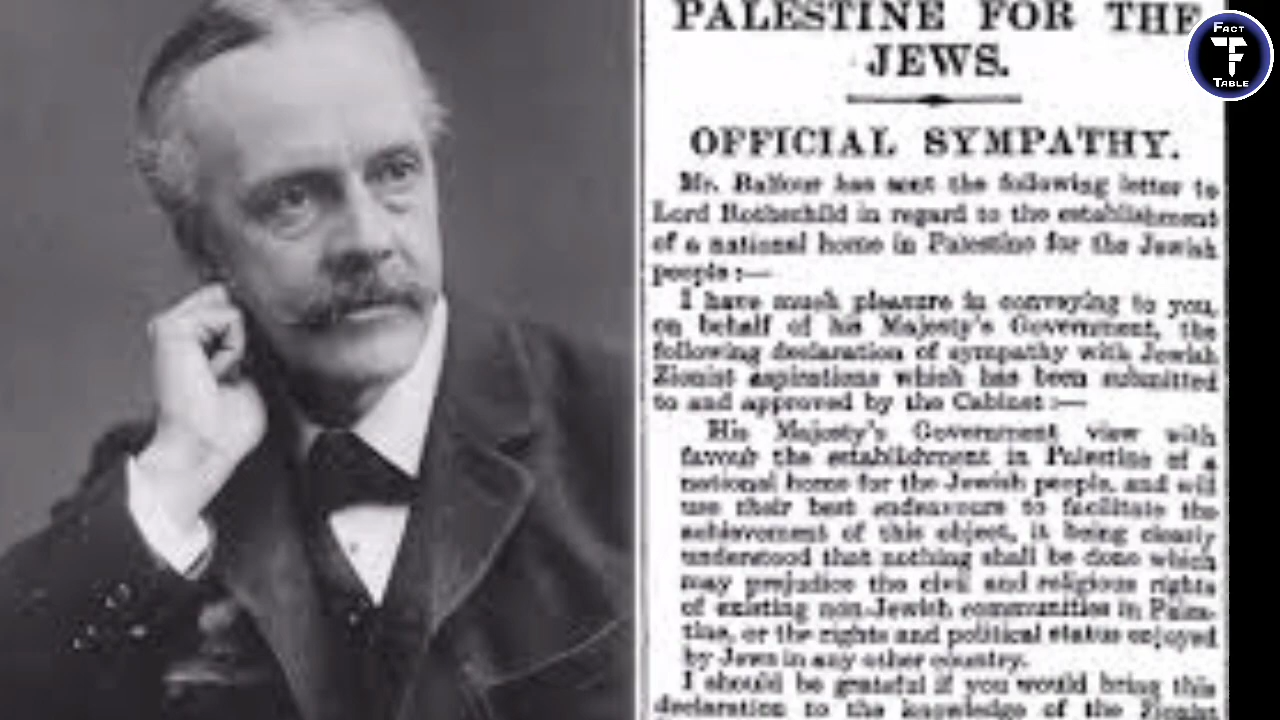 PALESTINE FOR THE
JEWS.
OFFICIAL SYMPATHY.
Mr. Balfour has sent the following letter to
Lord Rothschild in regard to the establishment
of a national home in Palestine for the Jewish
people :—
I have much pleasure in conveying to you,
on behalf of his Majesty's Government, the
following declaration of sympathy with Jewish
Zionist aspirations which has been submitted
to and approved by the Cabinet :—
His Majesty's Government view with
favour the establishment in Palestine of a
national home for the Jewish people, and will
use their best endeavours to facilitate the
achievement of this object, it being clearly
understood that nothing shall be done which
may prejudice the civil and religious rights
of existing non-Jewish communities in Pales-
tine, or the rights and political status enjoyed
by Jews in any other country.
I should be grateful if you would bring this
declaration to the knowledge of the Zionist
FACT
TABLE